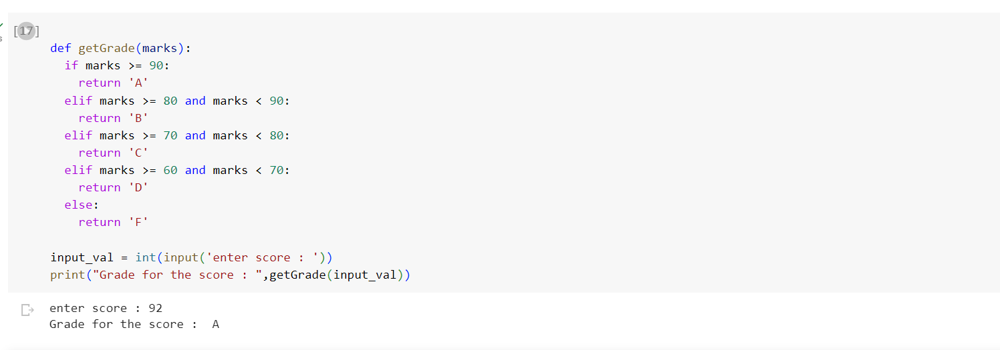 [17]
def getGrade(marks):
  if marks >= 90:
    return 'A'
  elif marks >= 80 and marks < 90:
    return 'B'
  elif marks >= 70 and marks < 80:
    return 'C'
  elif marks >= 60 and marks < 70:
    return 'D'
  else:
    return 'F'

input_val = int(input('enter score : '))
print("Grade for the score : ",getGrade(input_val))
enter score : 92
Grade for the score :  A